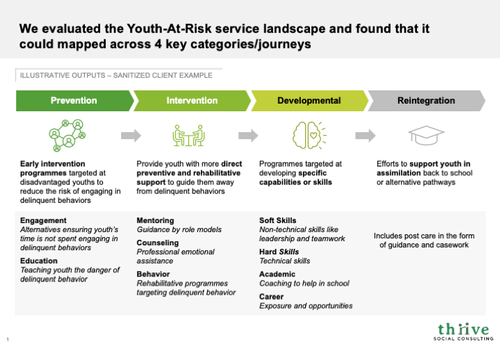 We evaluated the Youth-At-Risk service landscape and found that it
could mapped across 4 key categories/journeys
ILLUSTRATIVE OUTPUTS – SANITIZED CLIENT EXAMPLE
Prevention
Intervention
Developmental
Reintegration
Early intervention
programmes targeted at
disadvantaged youths to
reduce the risk of engaging in
delinquent behaviors
Provide youth with more direct
preventive and rehabilitative
support to guide them away
from delinquent behaviors
Programmes targeted at
developing specific
capabilities or skills
Efforts to support youth in
assimilation back to school
or alternative pathways
Engagement
Alternatives ensuring youth's
time is not spent engaging in
delinquent behaviors
Education
Teaching youth the danger of
delinquent behavior
Mentoring
Guidance by role models
Counseling
Professional emotional
assistance
Behavior
Rehabilitative programmes
targeting delinquent behavior
Soft Skills
Non-technical skills like
leadership and teamwork
Hard Skills
Technical skills
Academic
Coaching to help in school
Career
Exposure and opportunities
Includes post care in the form
of guidance and casework
1
thriive
SOCIAL CONSULTING